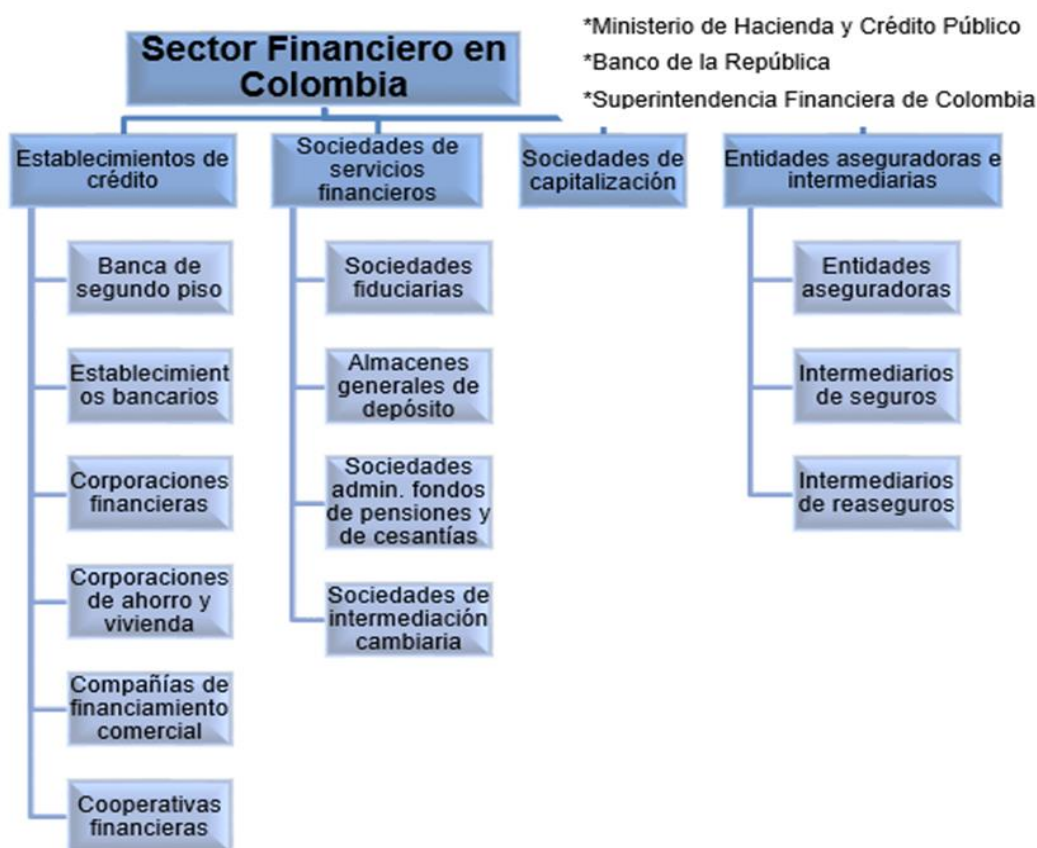 Sector Financiero en
Colombia
*Ministerio de Hacienda y Crédito Público
*Banco de la República
*Superintendencia Financiera de Colombia
Establecimientos de
crédito
Banca de
segundo piso
Establecimient
os bancarios
Corporaciones
financieras
Corporaciones
de ahorro y
vivienda
Compañías de
financiamiento
comercial
Cooperativas
financieras
Sociedades de
servicios
financieros
Sociedades
fiduciarias
Almacenes
generales de
depósito
Sociedades
admin. fondos
de pensiones y
de cesantías
Sociedades de
intermediación
cambiaria
Sociedades de
capitalización
Entidades aseguradoras e
intermediarias
Entidades
aseguradoras
Intermediarios
de seguros
Intermediarios
de reaseguros